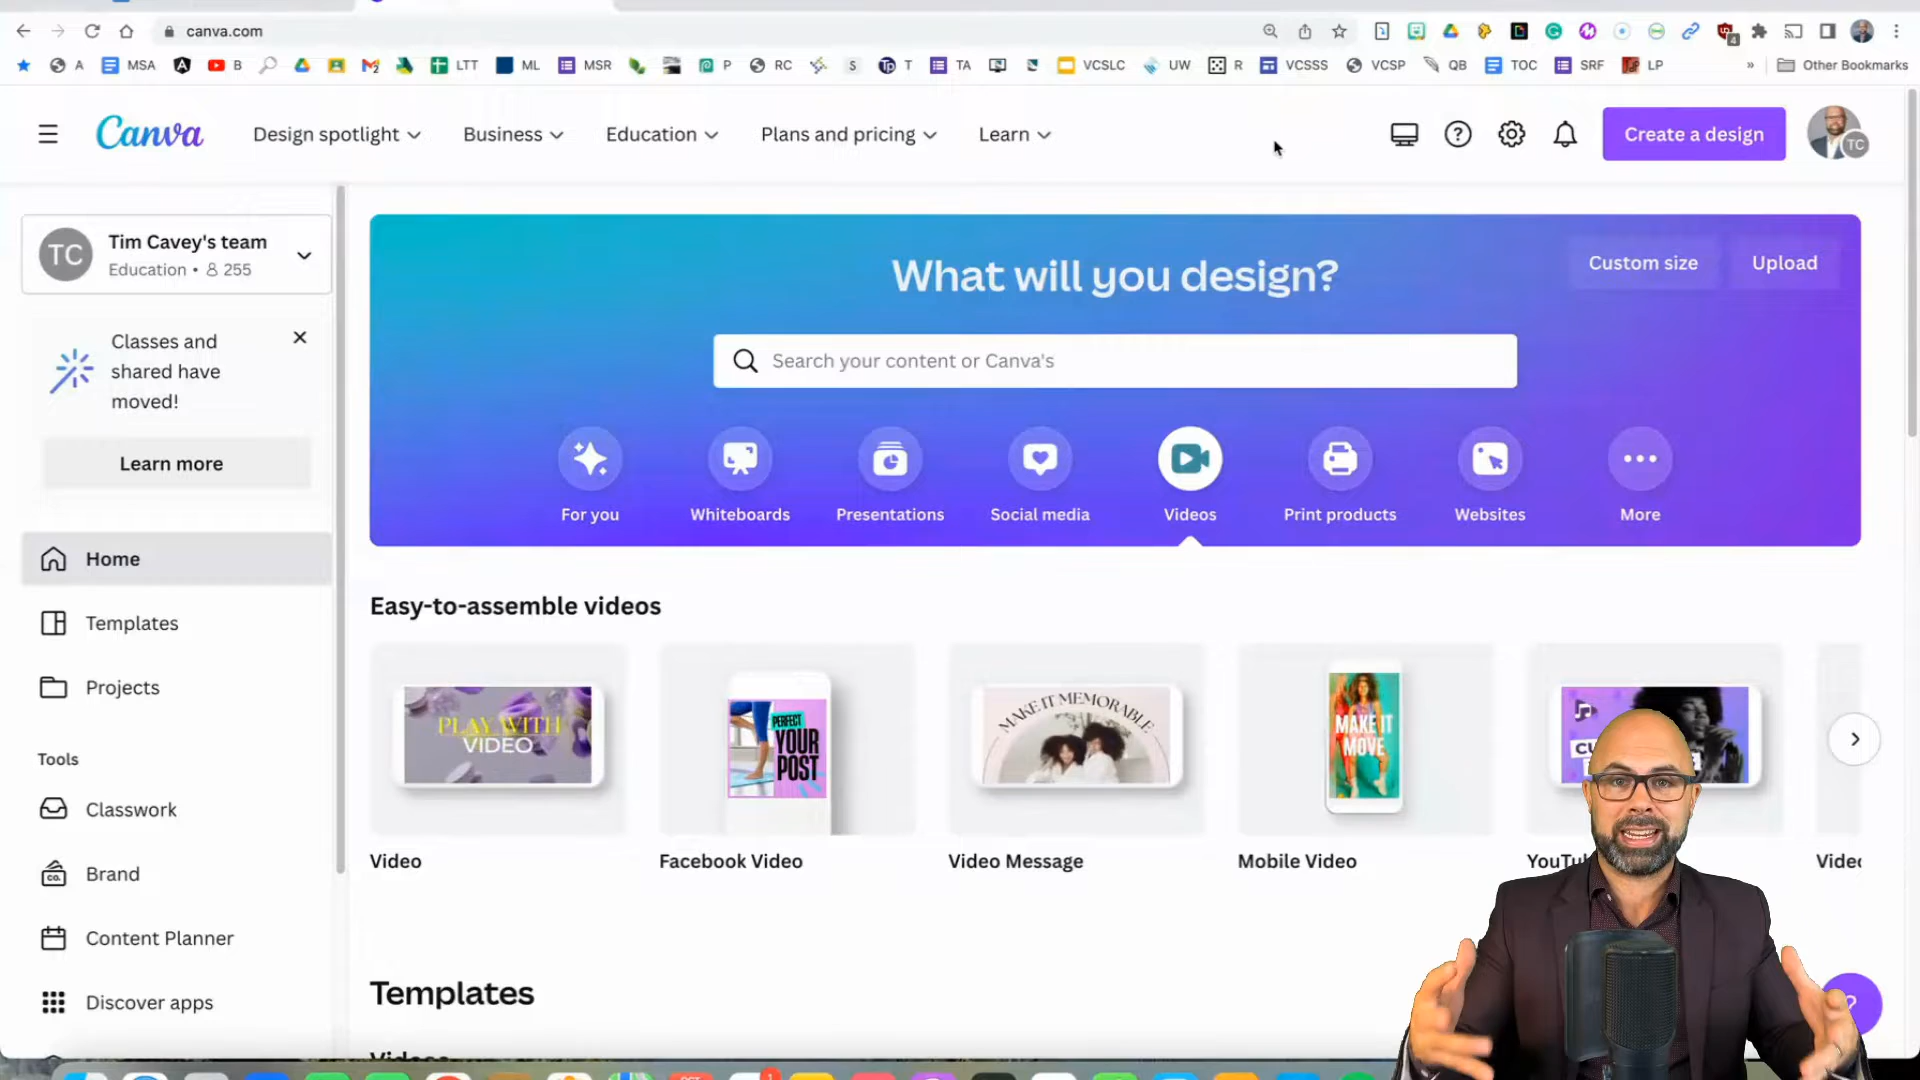 canva.com
4
A
MSA
B
LTT
ML
MSR
P
RC
S
T
TA
VCSLC
UW
R
VCSSS
VCSP
QB
TOC
SRF
LP
»
Other Bookmarks
Canva
Design spotlight
Business
Education
Plans and pricing
Learn
?
Create a design
TC
TC
Tim Cavey's team
Education • 255
What will you design?
Custom size
Upload
Classes and
shared have
moved!
Learn more
Search your content or Canva's
For you
Whiteboards
Presentations
Social media
Videos
Print products
Websites
More
Home
Templates
Projects
Tools
Classwork
CO.
Brand
Content Planner
Discover apps
Easy-to-assemble videos
PLAY WITH
VIDEO
PERFECT
YOUR
POST
MAKE IT MEMORABLE
MAKE IT
MOVE
Video
Facebook Video
Video Message
Mobile Video
Templates
Videos
?